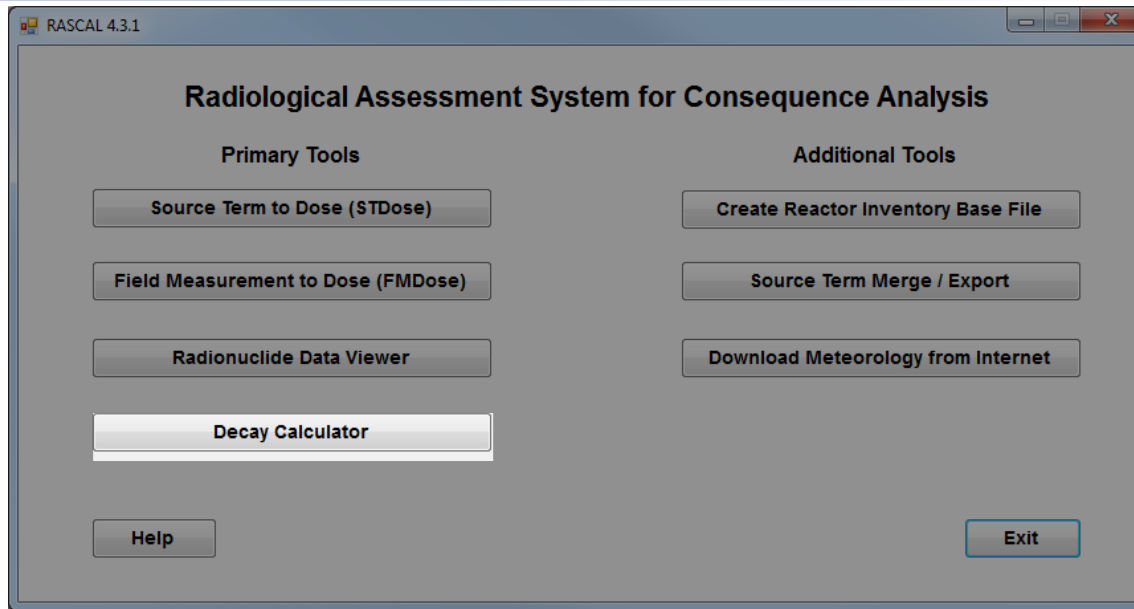 RASCAL 4.3.1
Radiological Assessment System for Consequence Analysis
Primary Tools
Source Term to Dose (STDose)
Field Measurement to Dose (FMDose)
Radionuclide Data Viewer
Decay Calculator
Help
Additional Tools
Create Reactor Inventory Base File
Source Term Merge / Export
Download Meteorology from Internet
Exit